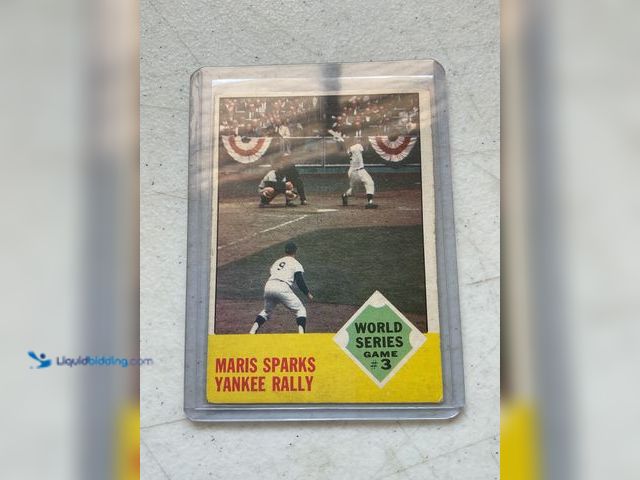 9
WORLD
SERIES
GAME
#3
MARIS SPARKS
YANKEE RALLY
Liquidbidding.com